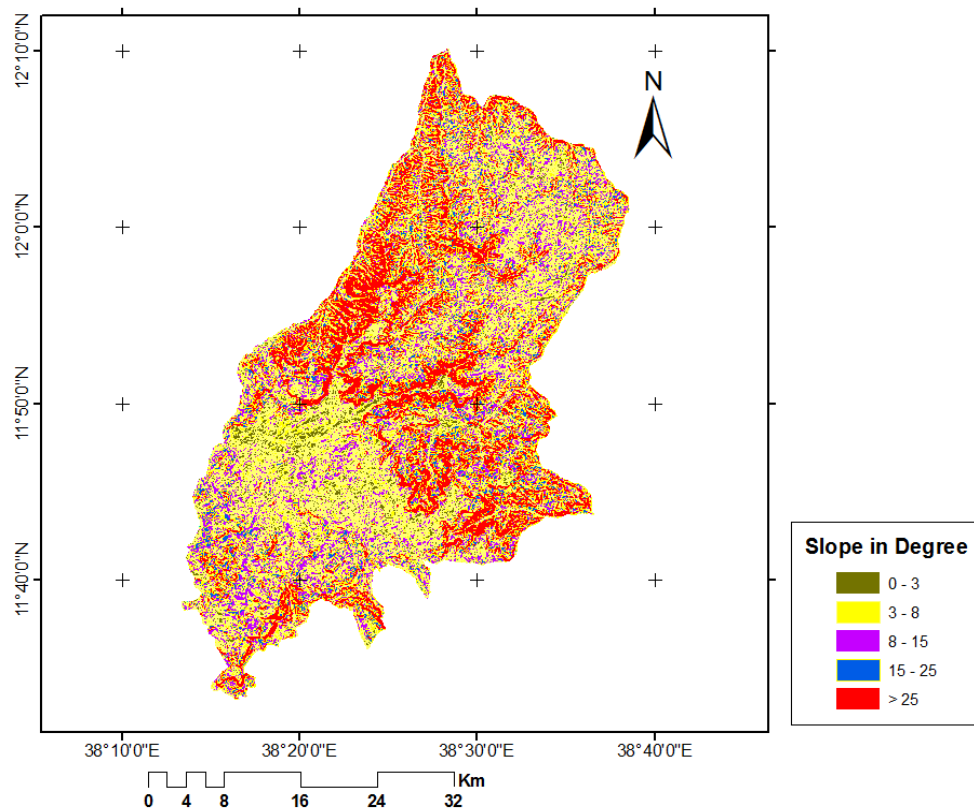 12°10'0"N
12°0'0"N
11°50'0"N
11°40'0"N
N
Slope in Degree
0 - 3
3 - 8
8 - 15
15 - 25
> 25
38°10'0"E 38°20'0"E 38°30'0"E 38°40'0"E
Km
0 4 8 16 24 32